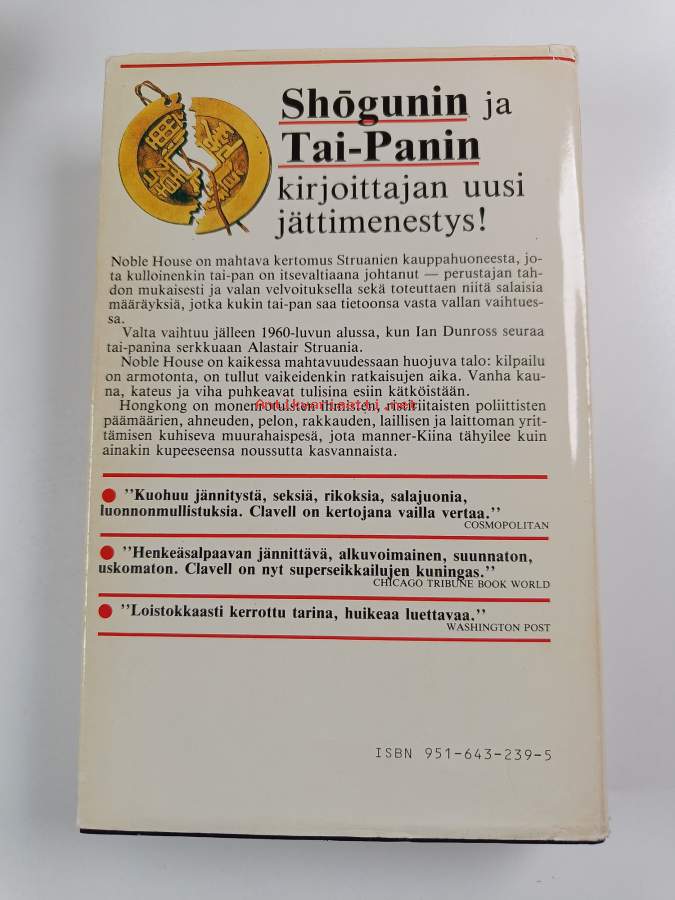 Shōgunin ja
Tai-Panin
kirjoittajan uusi
jättimenestys!
Noble House on mahtava kertomus Struanien kauppahuoneesta, jo-
ta kulloinenkin tai-pan on itsevaltiaana johtanut — perustajan tah-
don mukaisesti ja valan velvoituksella sekä toteuttaen niitä salaisia
määräyksiä, jotka kukin tai-pan saa tietoonsa vasta vallan vaihtues-
sa.
Valta vaihtuu jälleen 1960-luvun alussa, kun Ian Dunross seuraa
tai-panina serkkuaan Alastair Struania.
Noble House on kaikessa mahtavuudessaan huojuva talo: kilpailu
on armotonta, on tullut vaikeidenkin ratkaisujen aika. Vanha kau-
na, kateus ja viha puhkeavat tulisina esiin kätköistään.
Hongkong on monenmuotoisten ihmisten, ristiriitaisten poliittisten
päämäärien, ahneuden, pelon, rakkauden, laillisen ja laittoman yrit-
tämisen kuhiseva muurahaispesä, jota manner-Kiina tähyilee kuin
ainakin kupeeseensa noussutta kasvannaista.
● ”Kuohuu jännitystä, seksiä, rikoksia, salajuonia,
luonnonmullistuksia. Clavell on kertojana vailla vertaa.”
COSMOPOLITAN
● ”Henkeäsalpaavan jännittävä, alkuvoimainen, suunnaton,
uskomaton. Clavell on nyt superseikkailujen kuningas.”
CHICAGO TRIBUNE BOOK WORLD
● ”Loistokkaasti kerrottu tarina, huikeaa luettavaa.”
WASHINGTON POST
ISBN 951-643-239-5